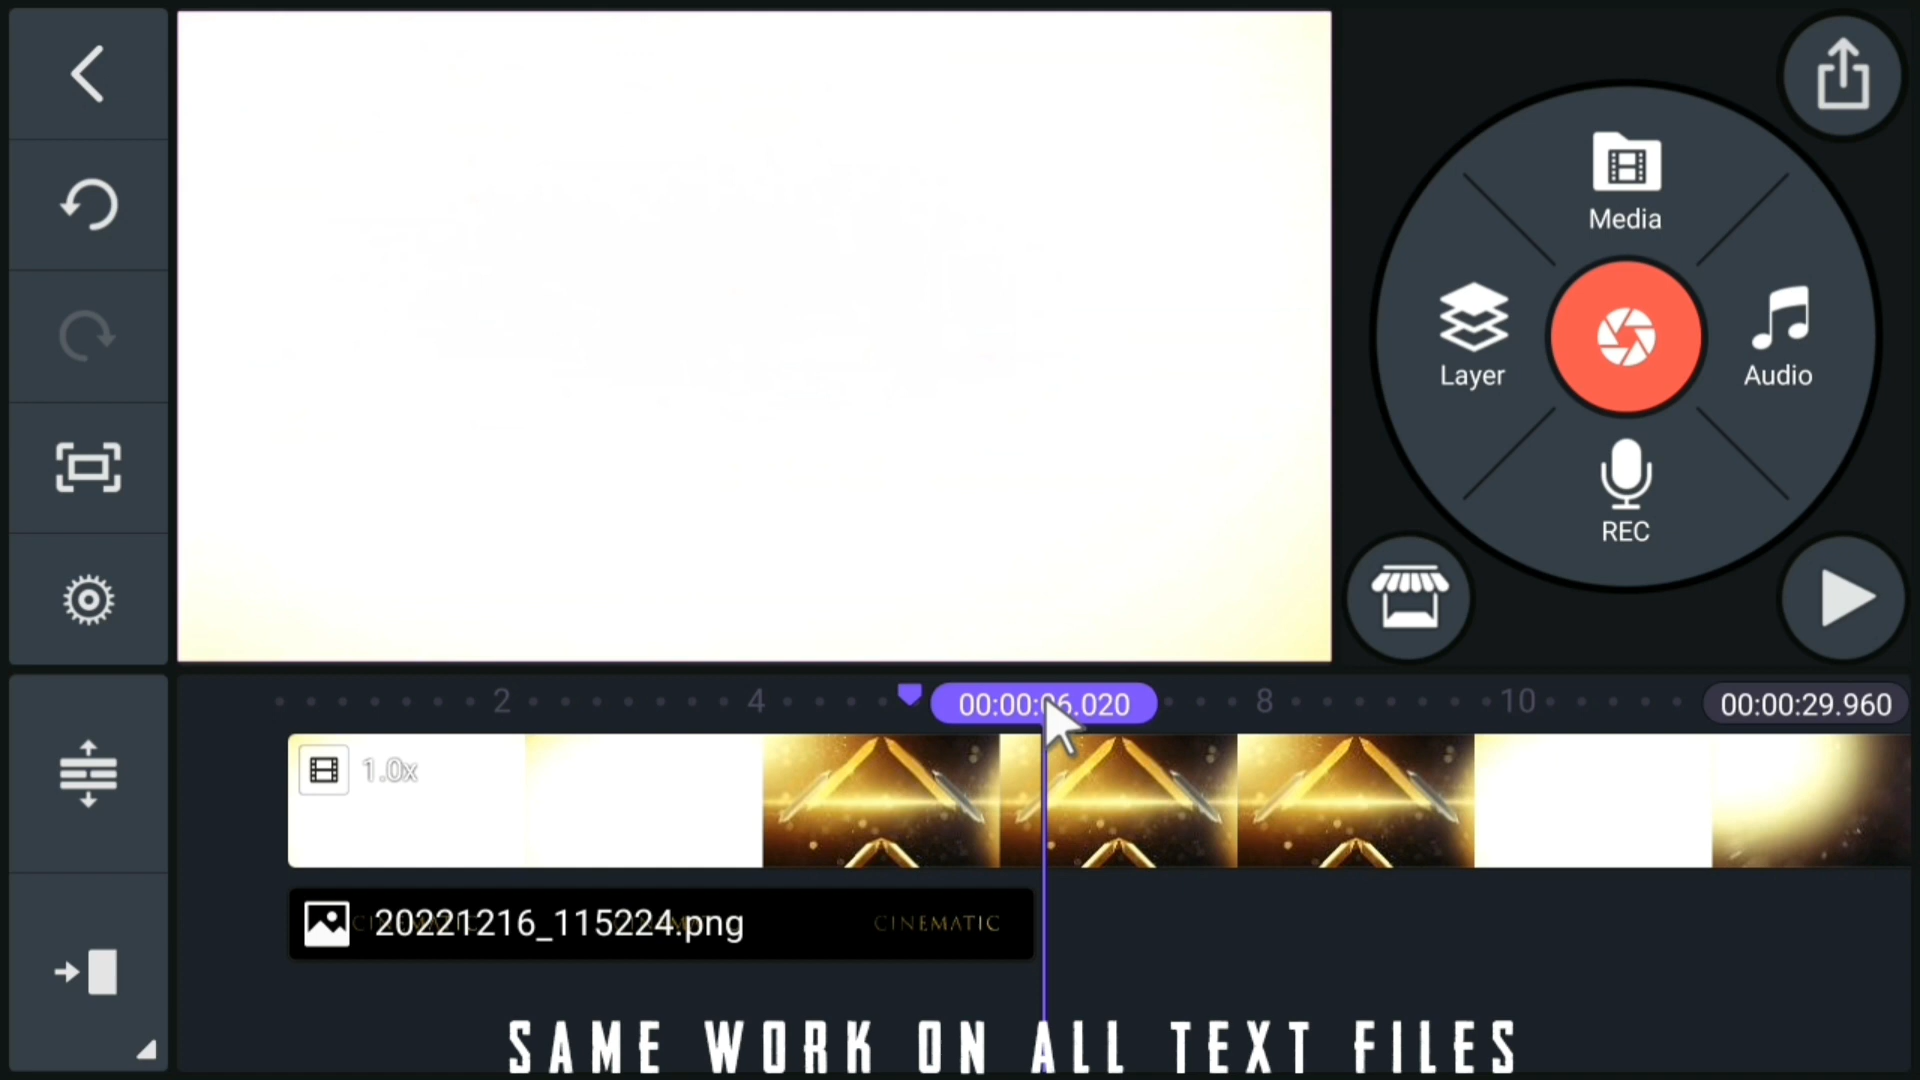 Media
Layer
Audio
REC
2
4
00:00:06.020
8
10
00:00:29.960
1.0x
20221216_115224.png
CINEMATIC
SAME WORK ON ALL TEXT FILES